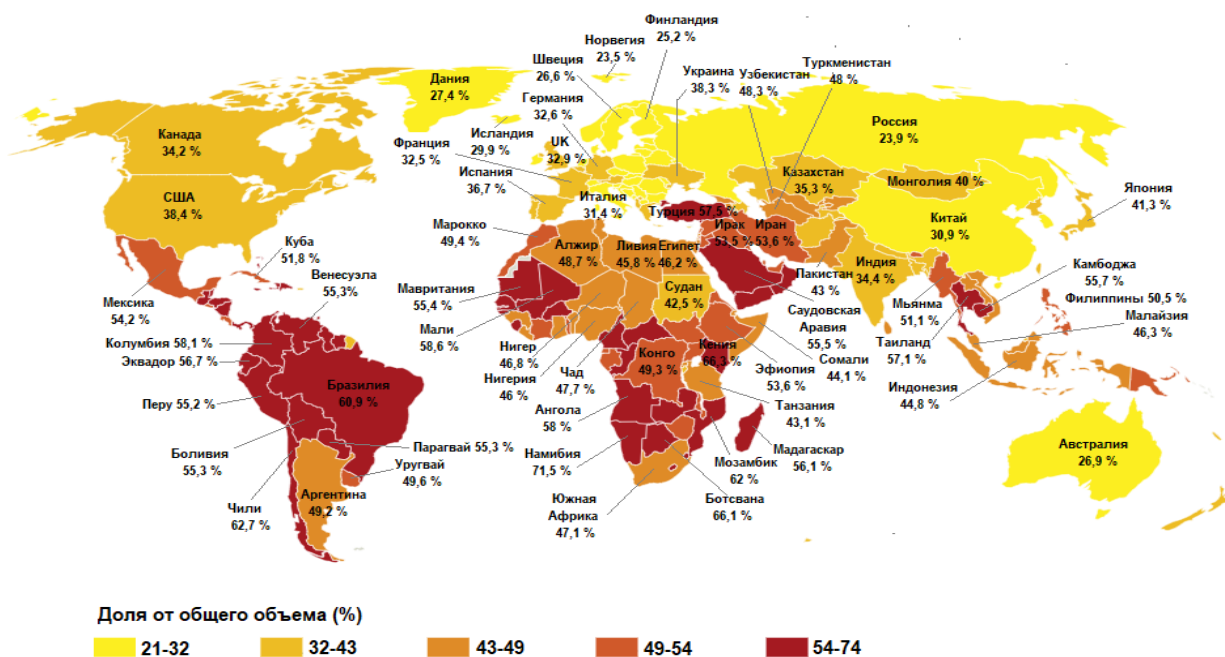 Финляндия
25,2 %
Норвегия
23,5 %
Швеция
26,6 %
Украина
38,3 %
Узбекистан
48,3 %
Туркменистан
48 %
Дания
27,4 %
Германия
32,6 %
Россия
23,9 %
Канада
34,2 %
Франция
32,5 %
Исландия
29,9 %
UK
32,9 %
Казахстан
35,3 %
Монголия 40 %
Испания
36,7 %
США
38,4 %
Италия
31,4 %
Япония
41,3 %
Турция 57,5 %
Китай
30,9 %
Марокко
49,4 %
Ирак
53,5 %
Иран
53,6 %
Куба
51,8 %
Алжир
48,7 %
Ливия
45,8 %
Египет
46,2 %
Индия
34,4 %
Пакистан
43 %
Камбоджа
55,7 %
Венесуэла
55,3%
Мавритания
55,4 %
Судан
42,5 %
Мексика
54,2 %
Мьянма
51,1 %
Филиппины 50,5 %
Саудовская
Аравия
55,5 %
Малайзия
46,3 %
Мали
58,6 %
Колумбия 58,1 %
Эквадор 56,7 %
Таиланд
57,1 %
Кения
66,3 %
Нигер
46,8 %
Конго
49,3 %
Сомали
44,1 %
Чад
47,7 %
Эфиопия
53,6 %
Нигерия
46 %
Индонезия
44,8 %
Бразилия
60,9 %
Перу 55,2 %
Ангола
58 %
Танзания
43,1 %
Боливия
55,3 %
Парагвай 55,3 %
Намибия
71,5 %
Мозамбик
62 %
Мадагаскар
56,1 %
Австралия
26,9 %
Уругвай
49,6 %
Чили
62,7 %
Аргентина
49,2 %
Южная
Африка
47,1 %
Ботсвана
66,1 %
Доля от общего объема (%)
21-32
32-43
43-49
49-54
54-74